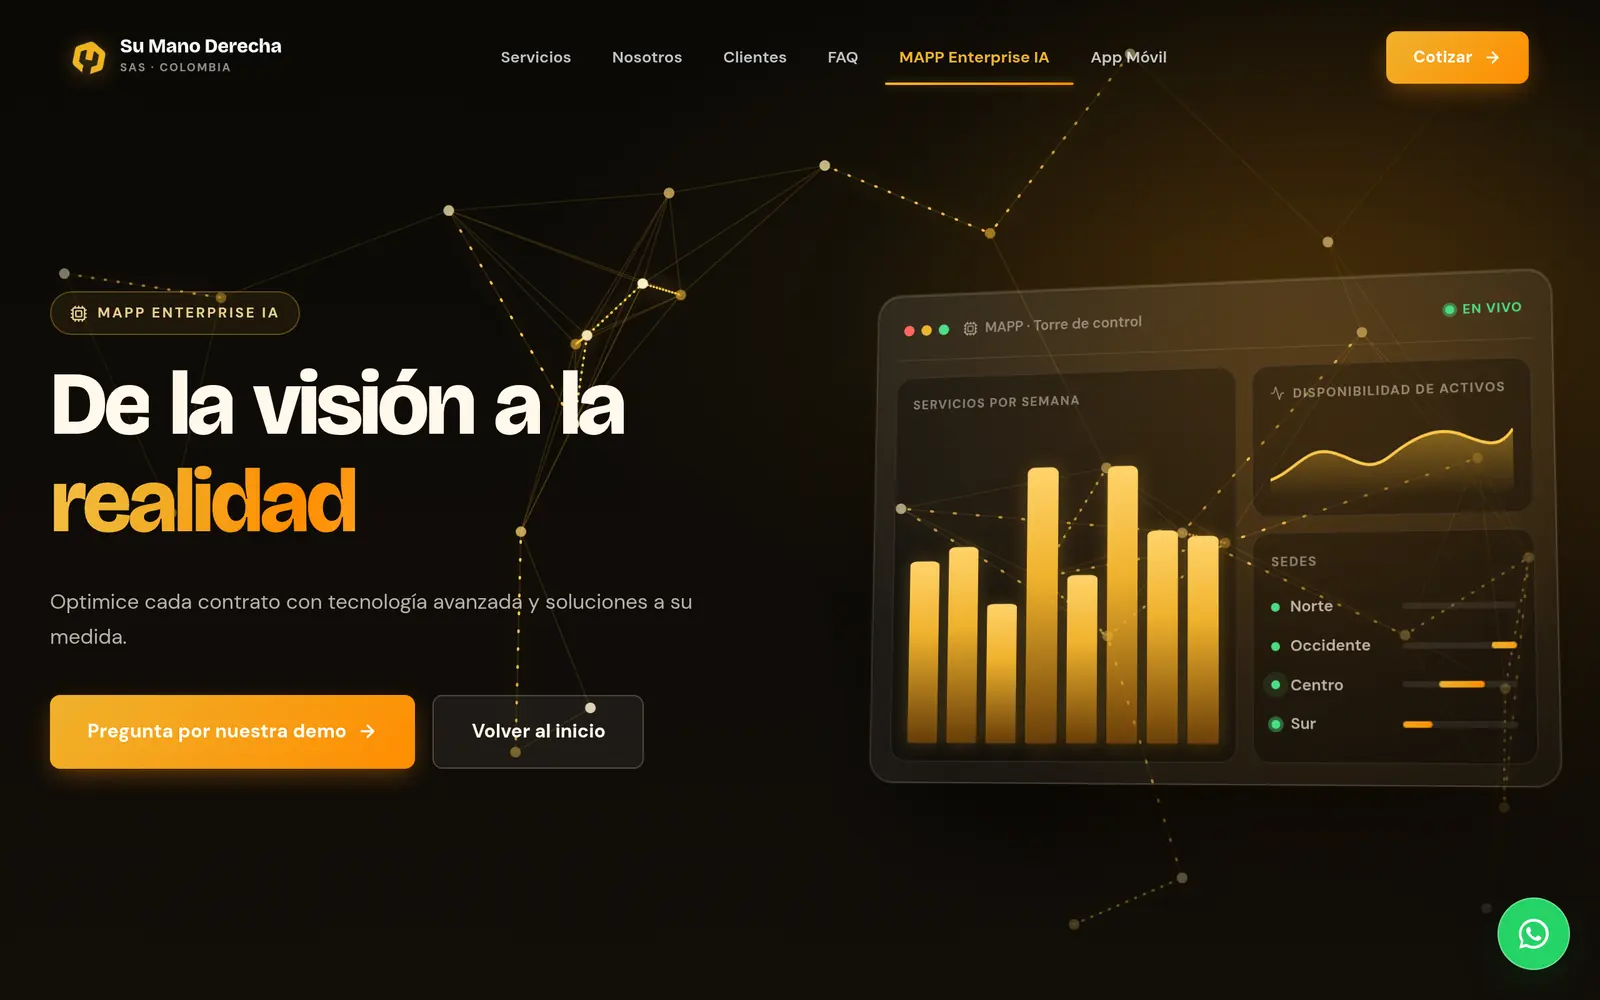 Su Mano Derecha
SAS · COLOMBIA
Servicios
Nosotros
Clientes
FAQ
MAPP Enterprise IA
App Móvil
Cotizar →
MAPP ENTERPRISE IA
De la visión a la
realidad
Optimice cada contrato con tecnología avanzada y soluciones a su
medida.
Pregunta por nuestra demo →
Volver al inicio
MAPP · Torre de control
EN VIVO
SERVICIOS POR SEMANA
DISPONIBILIDAD DE ACTIVOS
SEDES
Norte
Occidente
Centro
Sur